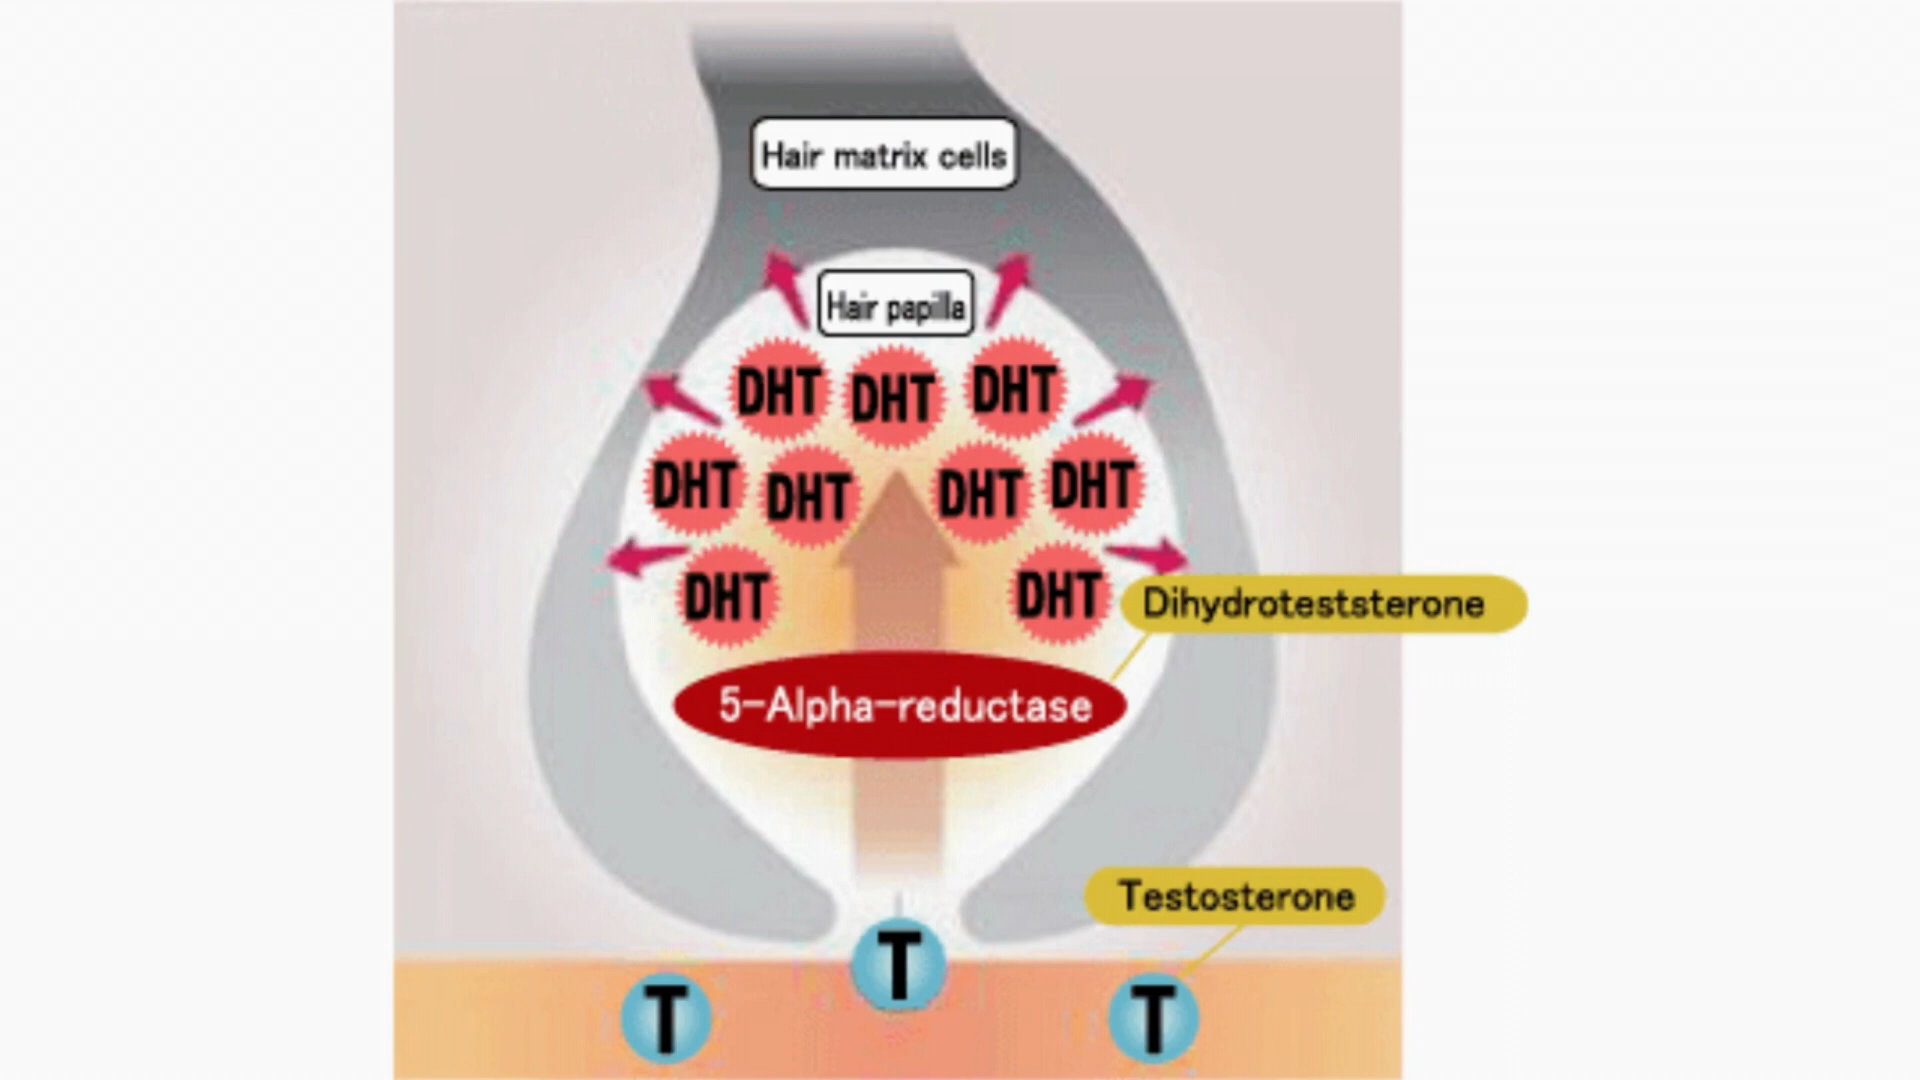 Hair matrix cells
Hair papilla
DHT DHT DHT
DHT DHT DHT DHT
DHT DHT
Dihydroteststerone
5-Alpha-reductase
Testosterone
T
T T